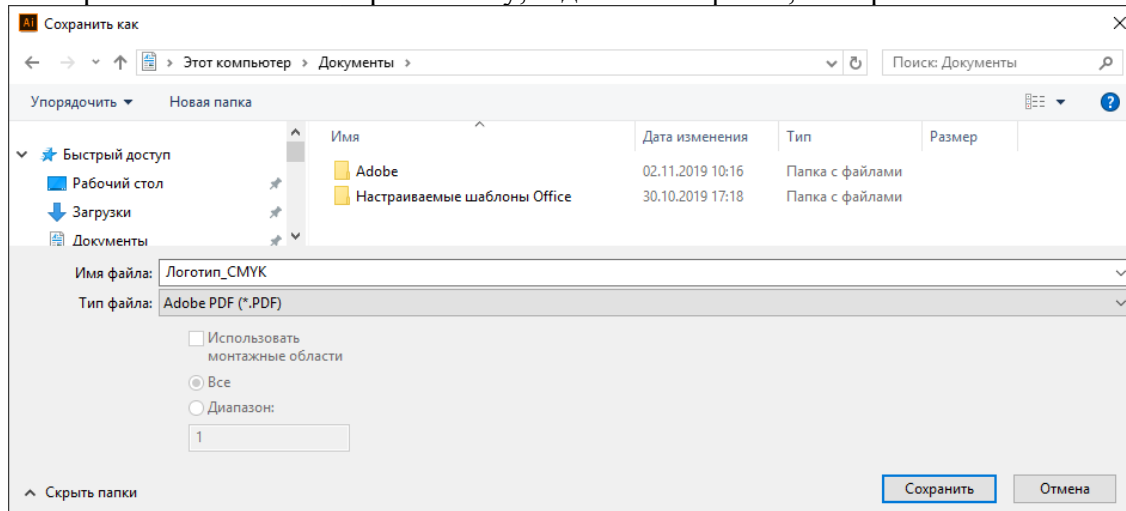 Ai Сохранить как
Этот компьютер > Документы >
Поиск: Документы
Упорядочить Новая папка
?
Имя Дата изменения Тип Размер
Быстрый доступ
Рабочий стол
Загрузки
Документы
Adobe 02.11.2019 10:16 Папка с файлами
Настраиваемые шаблоны Office 30.10.2019 17:18 Папка с файлами
Имя файла: Логотип_CMYK
Тип файла: Adobe PDF (*.PDF)
Использовать
монтажные области
Все
Диапазон:
1
Скрыть папки
Сохранить Отмена